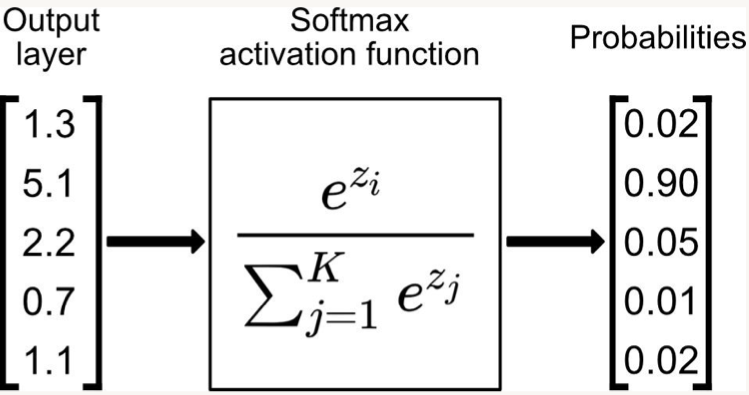 Output
layer
Softmax
activation function
Probabilities
1.3
5.1
2.2
0.7
1.1
e^{z_i}
∑_{j=1}^{K} e^{z_j}
0.02
0.90
0.05
0.01
0.02